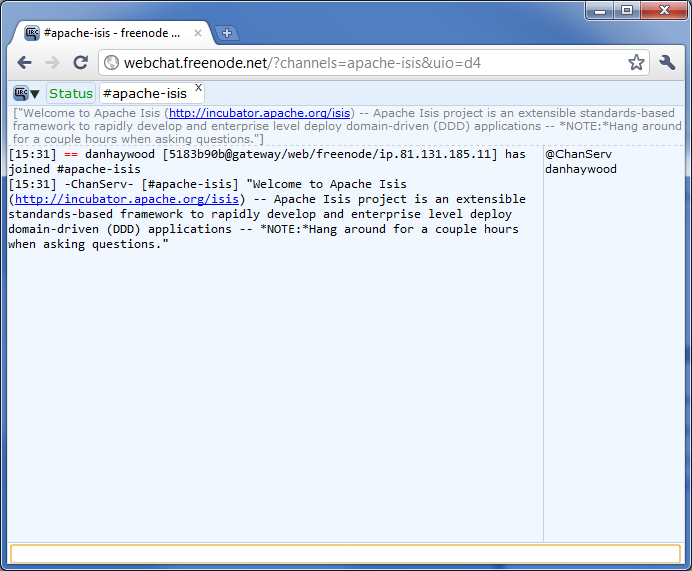 #apache-isis - freenode ...
webchat.freenode.net/?channels=apache-isis&uio=d4
IRC Status #apache-isis X
["Welcome to Apache Isis (http://incubator.apache.org/isis) -- Apache Isis project is an extensible standards-based
framework to rapidly develop and enterprise level deploy domain-driven (DDD) applications -- *NOTE:*Hang around
for a couple hours when asking questions."]
[15:31] == danhaywood [5183b90b@gateway/web/freenode/ip.81.131.185.11] has
joined #apache-isis
[15:31] -ChanServ- [#apache-isis] "Welcome to Apache Isis
(http://incubator.apache.org/isis) -- Apache Isis project is an extensible
standards-based framework to rapidly develop and enterprise level deploy
domain-driven (DDD) applications -- *NOTE:*Hang around for a couple hours
when asking questions."
@ChanServ
danhaywood